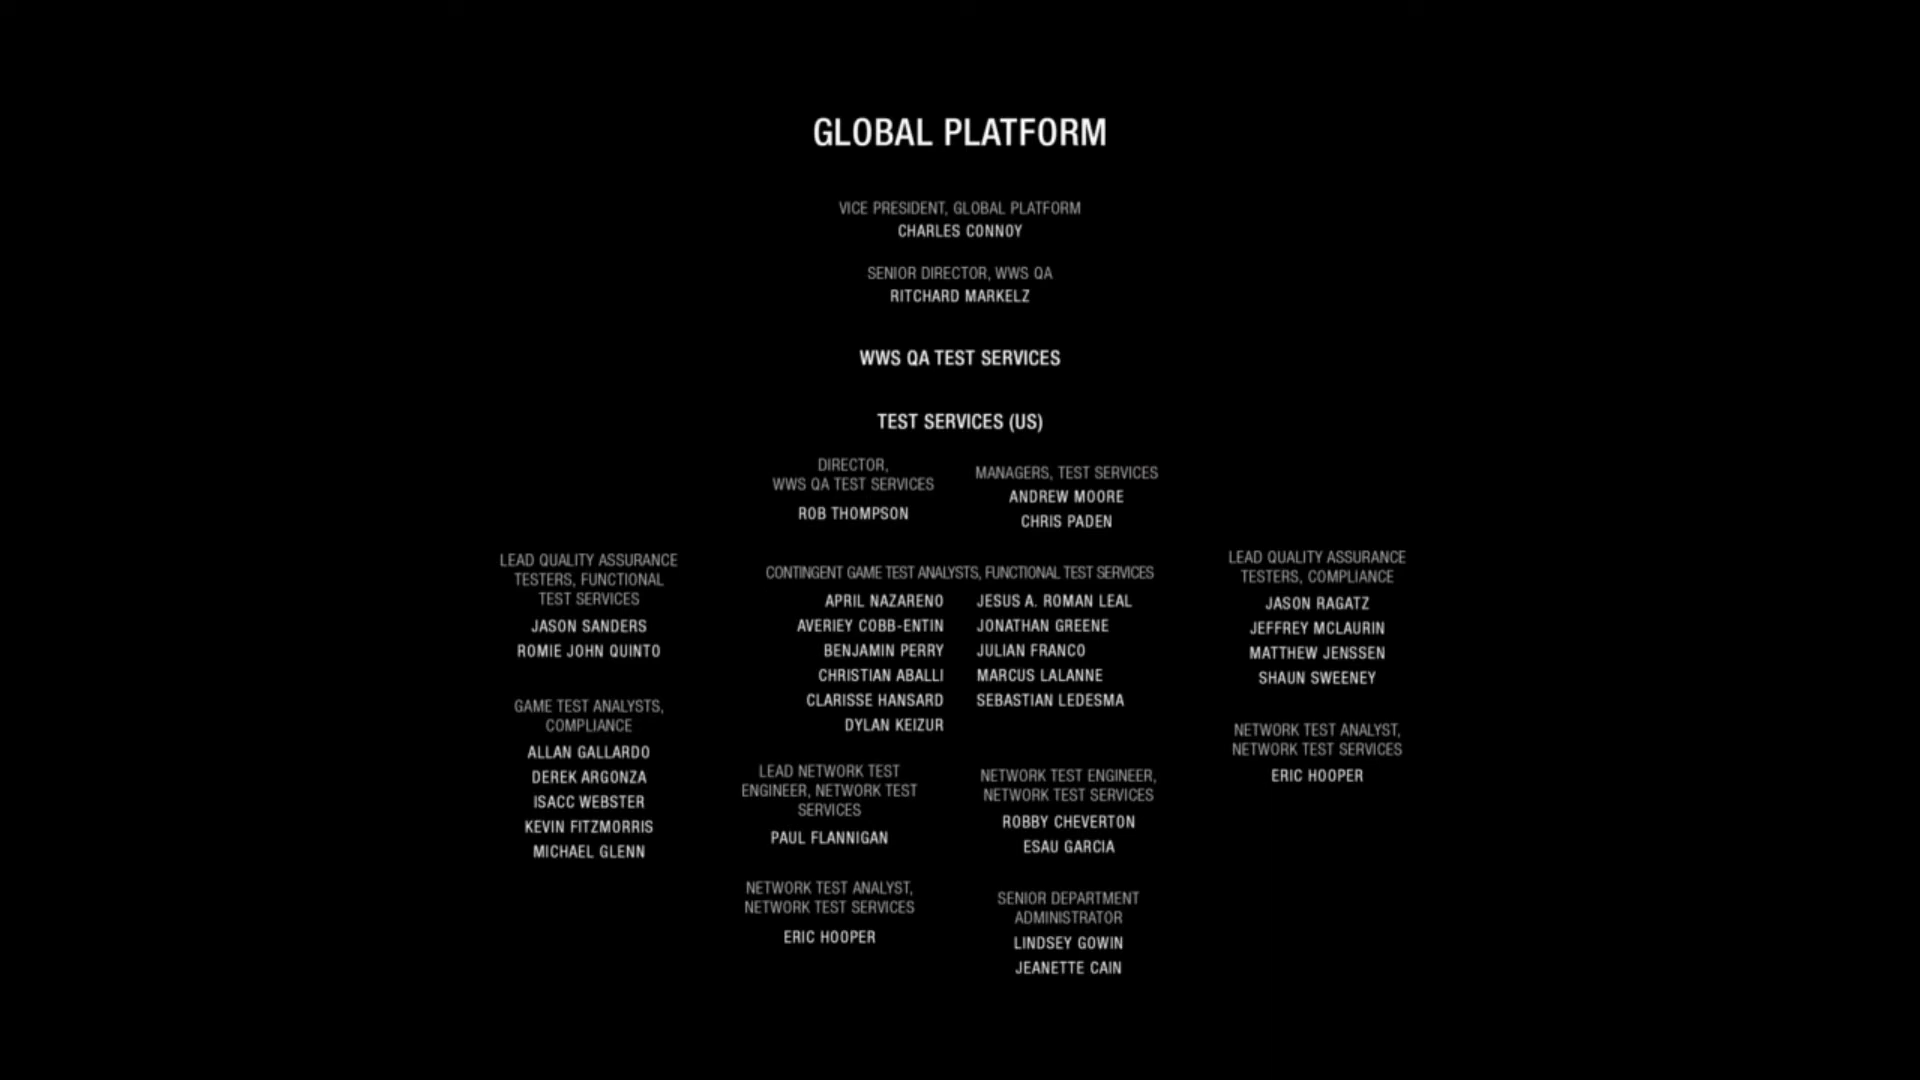 GLOBAL PLATFORM
VICE PRESIDENT, GLOBAL PLATFORM
CHARLES CONNOY
SENIOR DIRECTOR, WWS QA
RITCHARD MARKELZ
WWS QA TEST SERVICES
TEST SERVICES (US)
DIRECTOR,
WWS QA TEST SERVICES
ROB THOMPSON
MANAGERS, TEST SERVICES
ANDREW MOORE
CHRIS PADEN
LEAD QUALITY ASSURANCE
TESTERS, FUNCTIONAL
TEST SERVICES
JASON SANDERS
ROMIE JOHN QUINTO
GAME TEST ANALYSTS,
COMPLIANCE
ALLAN GALLARDO
DEREK ARGONZA
ISACC WEBSTER
KEVIN FITZMORRIS
MICHAEL GLENN
CONTINGENT GAME TEST ANALYSTS, FUNCTIONAL TEST SERVICES
APRIL NAZARENO
AVERIEY COBB-ENTIN
BENJAMIN PERRY
CHRISTIAN ABALLI
CLARISSE HANSARD
DYLAN KEIZUR
JESUS A. ROMAN LEAL
JONATHAN GREENE
JULIAN FRANCO
MARCUS LALANNE
SEBASTIAN LEDESMA
LEAD NETWORK TEST
ENGINEER, NETWORK TEST
SERVICES
PAUL FLANNIGAN
NETWORK TEST ENGINEER,
NETWORK TEST SERVICES
ROBBY CHEVERTON
ESAU GARCIA
NETWORK TEST ANALYST,
NETWORK TEST SERVICES
ERIC HOOPER
SENIOR DEPARTMENT
ADMINISTRATOR
LINDSEY GOWIN
JEANETTE CAIN
LEAD QUALITY ASSURANCE
TESTERS, COMPLIANCE
JASON RAGATZ
JEFFREY MCLAURIN
MATTHEW JENSSEN
SHAUN SWEENEY
NETWORK TEST ANALYST,
NETWORK TEST SERVICES
ERIC HOOPER